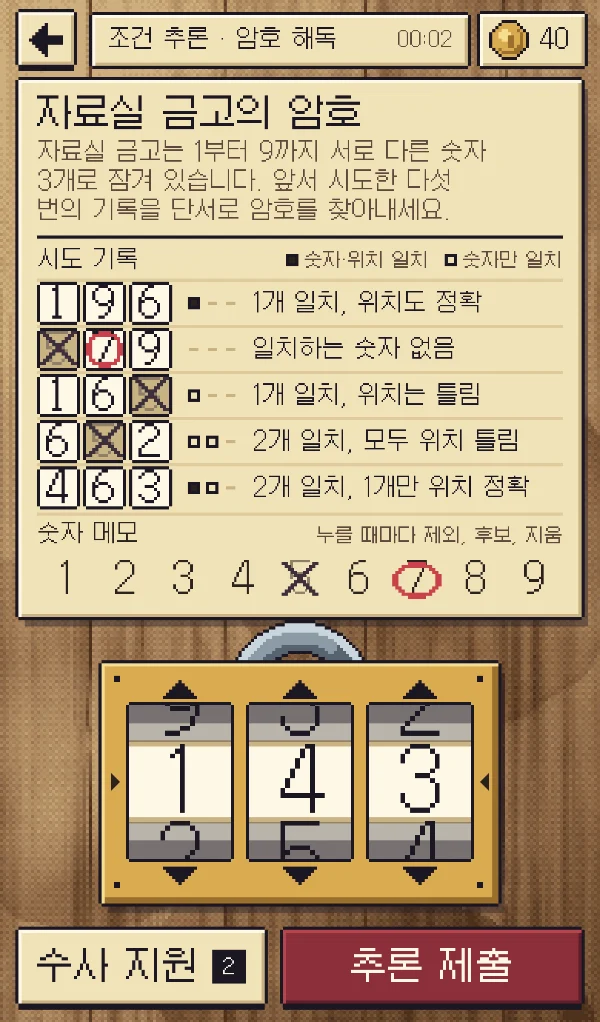 조건 추론 · 암호 해독 00:02 40
자료실 금고의 암호
자료실 금고는 1부터 9까지 서로 다른 숫자
3개로 잠겨 있습니다. 앞서 시도한 다섯
번의 기록을 단서로 암호를 찾아내세요.
시도 기록 ■ 숫자·위치 일치 □ 숫자만 일치
1 9 6 ■-- 1개 일치, 위치도 정확
7 9 --- 일치하는 숫자 없음
1 6 □-- 1개 일치, 위치는 틀림
6 2 □□- 2개 일치, 모두 위치 틀림
4 6 3 ■□- 2개 일치, 1개만 위치 정확
숫자 메모 누를 때마다 제외, 후보, 지움
1 2 3 4 5 6 7 8 9
1 4 3
수사 지원 2
추론 제출